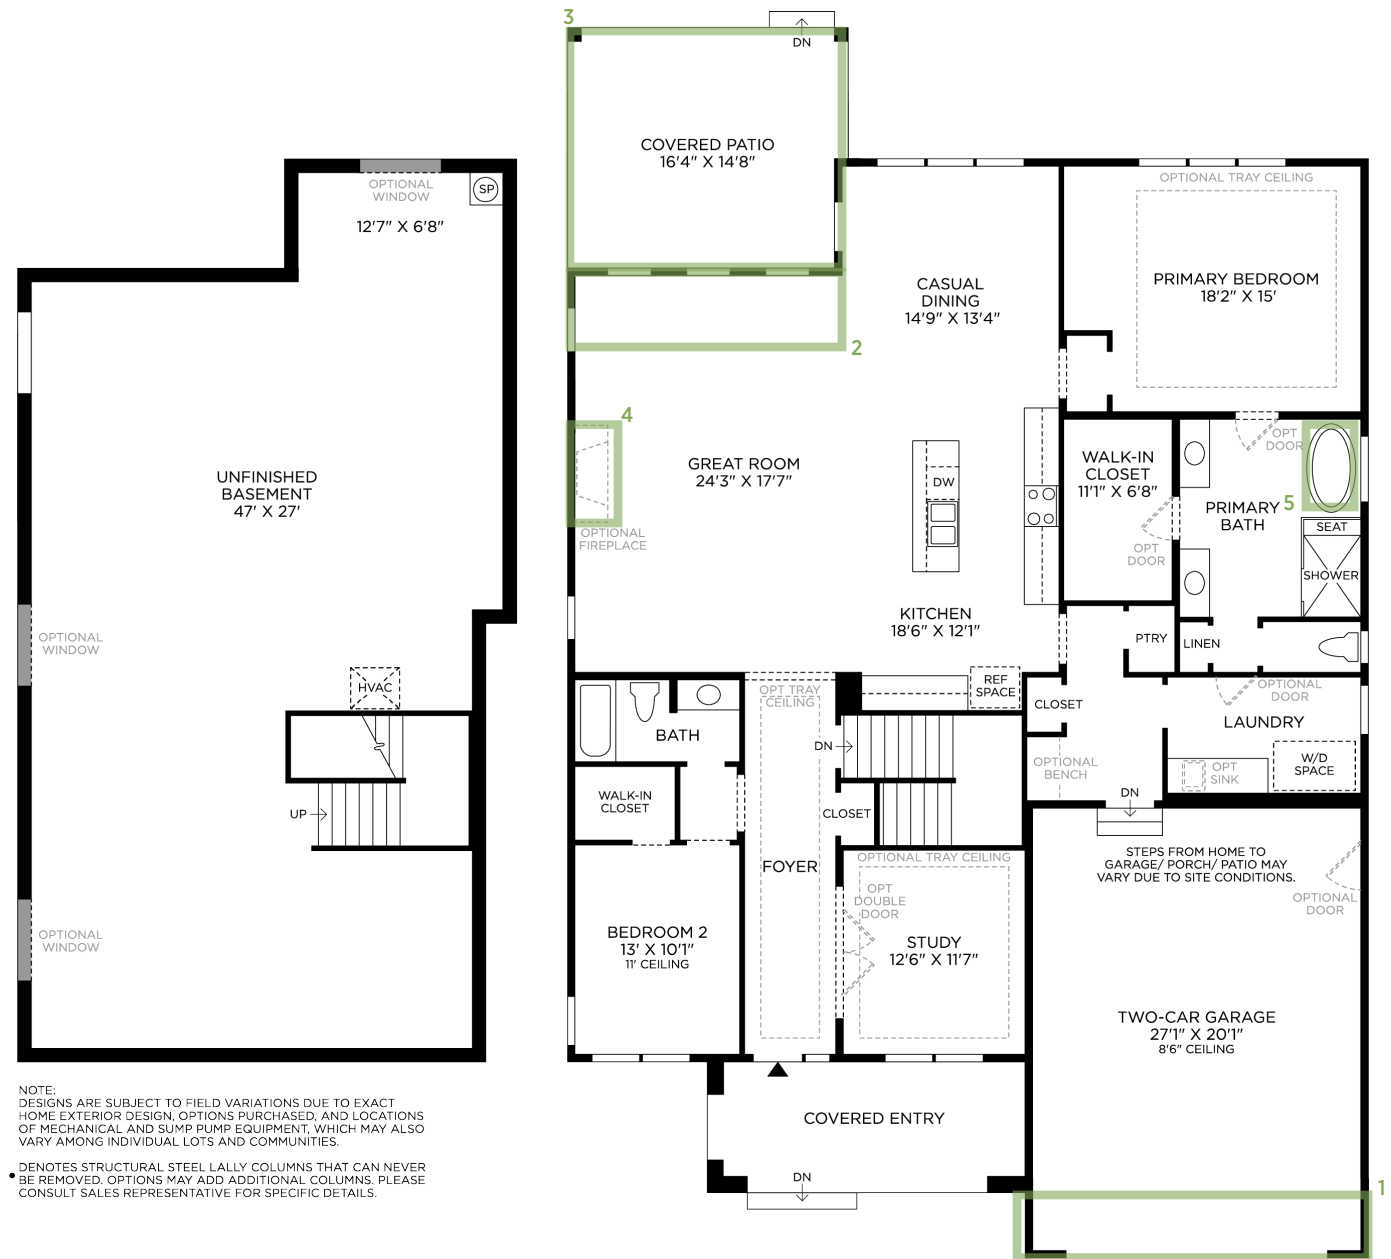 3
DN
COVERED PATIO
16'4" X 14'8"
OPTIONAL
WINDOW
SP
12'7" X 6'8"
OPTIONAL TRAY CEILING
PRIMARY BEDROOM
18'2" X 15'
CASUAL
DINING
14'9" X 13'4"
2
4
UNFINISHED
BASEMENT
47' X 27'
GREAT ROOM
24'3" X 17'7"
DW
WALK-IN
CLOSET
11'1" X 6'8"
OPT
DOOR
5
PRIMARY
BATH
OPT
DOOR
SEAT
SHOWER
OPTIONAL
FIREPLACE
KITCHEN
18'6" X 12'1"
PTRY
LINEN
OPTIONAL
WINDOW
HVAC
OPT TRAY
CEILING
REF
SPACE
CLOSET
OPTIONAL
DOOR
LAUNDRY
BATH
DN
OPTIONAL
BENCH
OPT
SINK
W/D
SPACE
UP
WALK-IN
CLOSET
CLOSET
DN
FOYER
OPTIONAL TRAY CEILING
STEPS FROM HOME TO
GARAGE/ PORCH/ PATIO MAY
VARY DUE TO SITE CONDITIONS.
OPT
DOUBLE
DOOR
OPTIONAL
DOOR
OPTIONAL
WINDOW
BEDROOM 2
13' X 10'1"
11' CEILING
STUDY
12'6" X 11'7"
TWO-CAR GARAGE
27'1" X 20'1"
8'6" CEILING
COVERED ENTRY
DN
1
NOTE:
DESIGNS ARE SUBJECT TO FIELD VARIATIONS DUE TO EXACT
HOME EXTERIOR DESIGN, OPTIONS PURCHASED, AND LOCATIONS
OF MECHANICAL AND SUMP PUMP EQUIPMENT, WHICH MAY ALSO
VARY AMONG INDIVIDUAL LOTS AND COMMUNITIES.
• DENOTES STRUCTURAL STEEL LALLY COLUMNS THAT CAN NEVER
BE REMOVED. OPTIONS MAY ADD ADDITIONAL COLUMNS. PLEASE
CONSULT SALES REPRESENTATIVE FOR SPECIFIC DETAILS.